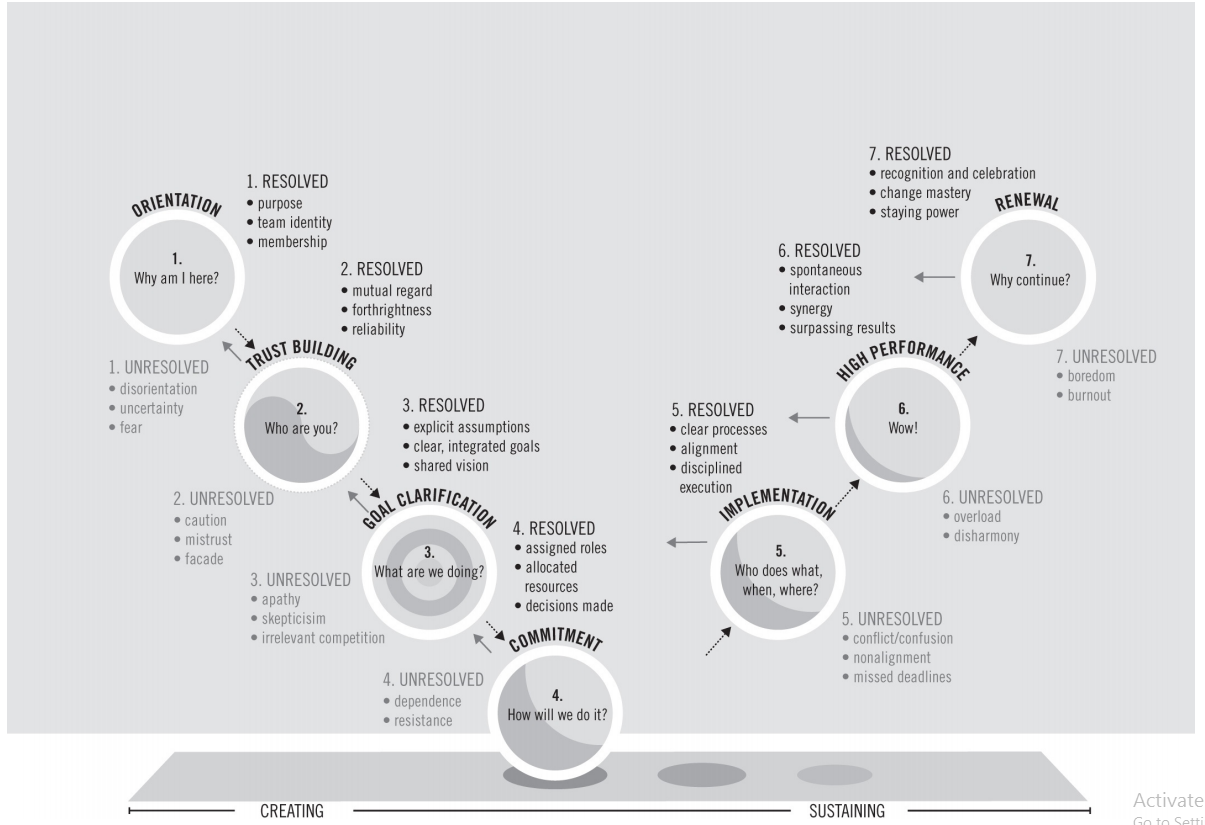 ORIENTATION
1.
Why am I here?
1. RESOLVED
• purpose
• team identity
• membership
1. UNRESOLVED
• disorientation
• uncertainty
• fear
TRUST BUILDING
2.
Who are you?
2. RESOLVED
• mutual regard
• forthrightness
• reliability
2. UNRESOLVED
• caution
• mistrust
• facade
GOAL CLARIFICATION
3.
What are we doing?
3. RESOLVED
• explicit assumptions
• clear, integrated goals
• shared vision
3. UNRESOLVED
• apathy
• skepticisim
• irrelevant competition
COMMITMENT
4.
How will we do it?
4. RESOLVED
• assigned roles
• allocated
resources
• decisions made
4. UNRESOLVED
• dependence
• resistance
IMPLEMENTATION
5.
Who does what,
when, where?
5. RESOLVED
• clear processes
• alignment
• disciplined
execution
5. UNRESOLVED
• conflict/confusion
• nonalignment
• missed deadlines
HIGH PERFORMANCE
6.
Wow!
6. RESOLVED
• spontaneous
interaction
• synergy
• surpassing results
6. UNRESOLVED
• overload
• disharmony
RENEWAL
7.
Why continue?
7. RESOLVED
• recognition and celebration
• change mastery
• staying power
7. UNRESOLVED
• boredom
• burnout
CREATING
SUSTAINING
Activate
Go to Setti